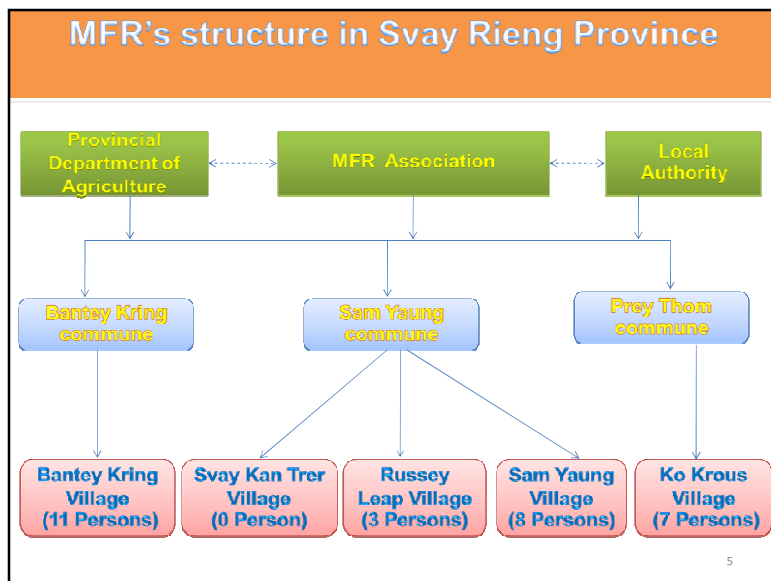 MFR's structure in Svay Rieng Province
Provincial
Department of
Agriculture
MFR Association
Local
Authority
Bantey Kring
commune
Sam Yaung
commune
Prey Thom
commune
Bantey Kring
Village
(11 Persons)
Svay Kan Trer
Village
(0 Person)
Russey
Leap Village
(3 Persons)
Sam Yaung
Village
(8 Persons)
Ko Krous
Village
(7 Persons)
5